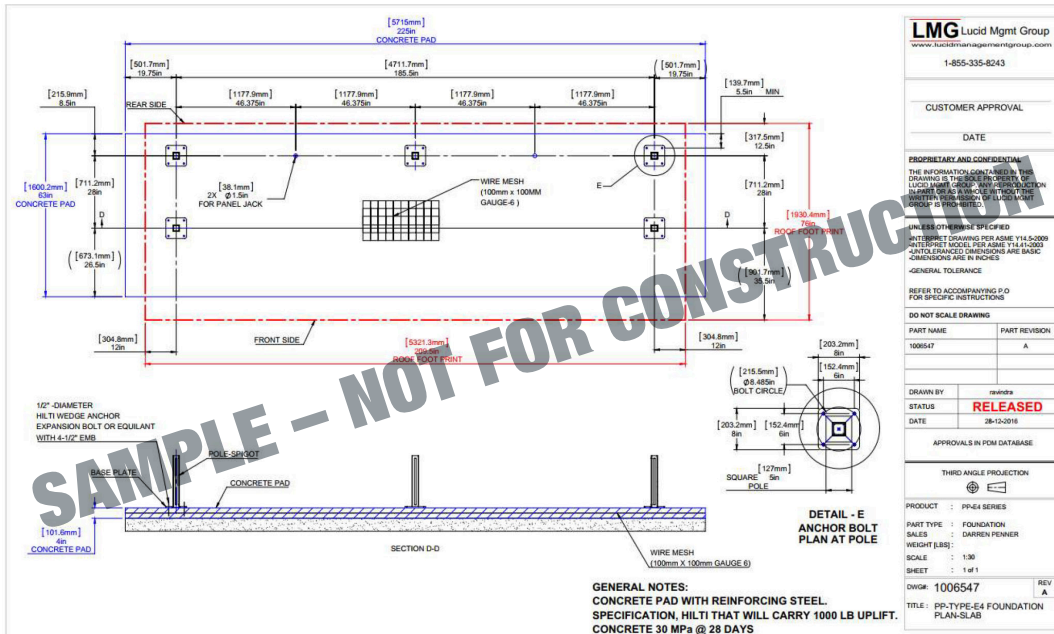 [5715mm]
225in
CONCRETE PAD
[501.7mm]
19.75in
[4711.7mm]
185.5in
[501.7mm]
19.75in
[215.9mm]
8.5in
[1177.9mm]
46.375in
[1177.9mm]
46.375in
[1177.9mm]
46.375in
[1177.9mm]
46.375in
[139.7mm]
5.5in MIN
REAR SIDE
[317.5mm]
12.5in
[1600.2mm]
63in
CONCRETE PAD
[711.2mm]
28in
[38.1mm]
2X Ø1.5in
FOR PANEL JACK
WIRE MESH
(100mm x 100MM
GAUGE-6 )
E
[711.2mm]
28in
D
D
[1930.4mm]
76in
ROOF FOOT PRINT
[673.1mm]
26.5in
[901.7mm]
35.5in
[304.8mm]
12in
FRONT SIDE
[5321.3mm]
209.5in
ROOF FOOT PRINT
[304.8mm]
12in
SAMPLE – NOT FOR CONSTRUCTION
1/2" -DIAMETER
HILTI WEDGE ANCHOR
EXPANSION BOLT OR EQUILANT
WITH 4-1/2" EMB
BASE PLATE
POLE-SPIGOT
CONCRETE PAD
[101.6mm]
4in
CONCRETE PAD
SECTION D-D
WIRE MESH
(100mm X 100mm GAUGE 6)
[203.2mm]
8in
[152.4mm]
6in
[215.5mm]
Ø8.485in
BOLT CIRCLE
[203.2mm]
8in
[152.4mm]
6in
[127mm]
SQUARE 5in
POLE
DETAIL - E
ANCHOR BOLT
PLAN AT POLE
GENERAL NOTES:
CONCRETE PAD WITH REINFORCING STEEL.
SPECIFICATION, HILTI THAT WILL CARRY 1000 LB UPLIFT.
CONCRETE 30 MPa @ 28 DAYS
LMG Lucid Mgmt Group
www.lucidmanagementgroup.com
1-855-335-8243
CUSTOMER APPROVAL
DATE
PROPRIETARY AND CONFIDENTIAL
THE INFORMATION CONTAINED IN THIS
DRAWING IS THE SOLE PROPERTY OF
LUCID MGMT GROUP. ANY REPRODUCTION
IN PART OR AS A WHOLE WITHOUT THE
WRITTEN PERMISSION OF LUCID MGMT
GROUP IS PROHIBITED.
UNLESS OTHERWISE SPECIFIED
-INTERPRET DRAWING PER ASME Y14.5-2009
-INTERPRET MODEL PER ASME Y14.41-2003
-UNTOLERANCED DIMENSIONS ARE BASIC
-DIMENSIONS ARE IN INCHES
-GENERAL TOLERANCE
REFER TO ACCOMPANYING P.O
FOR SPECIFIC INSTRUCTIONS
DO NOT SCALE DRAWING
PART NAME PART REVISION
1006547 A
DRAWN BY ravindra
STATUS RELEASED
DATE 28-12-2016
APPROVALS IN PDM DATABASE
THIRD ANGLE PROJECTION
PRODUCT : PP-E4 SERIES
PART TYPE : FOUNDATION
SALES : DARREN PENNER
WEIGHT [LBS] :
SCALE : 1:30
SHEET : 1 of 1
DWG#: 1006547 REV A
TITLE : PP-TYPE-E4 FOUNDATION
PLAN-SLAB